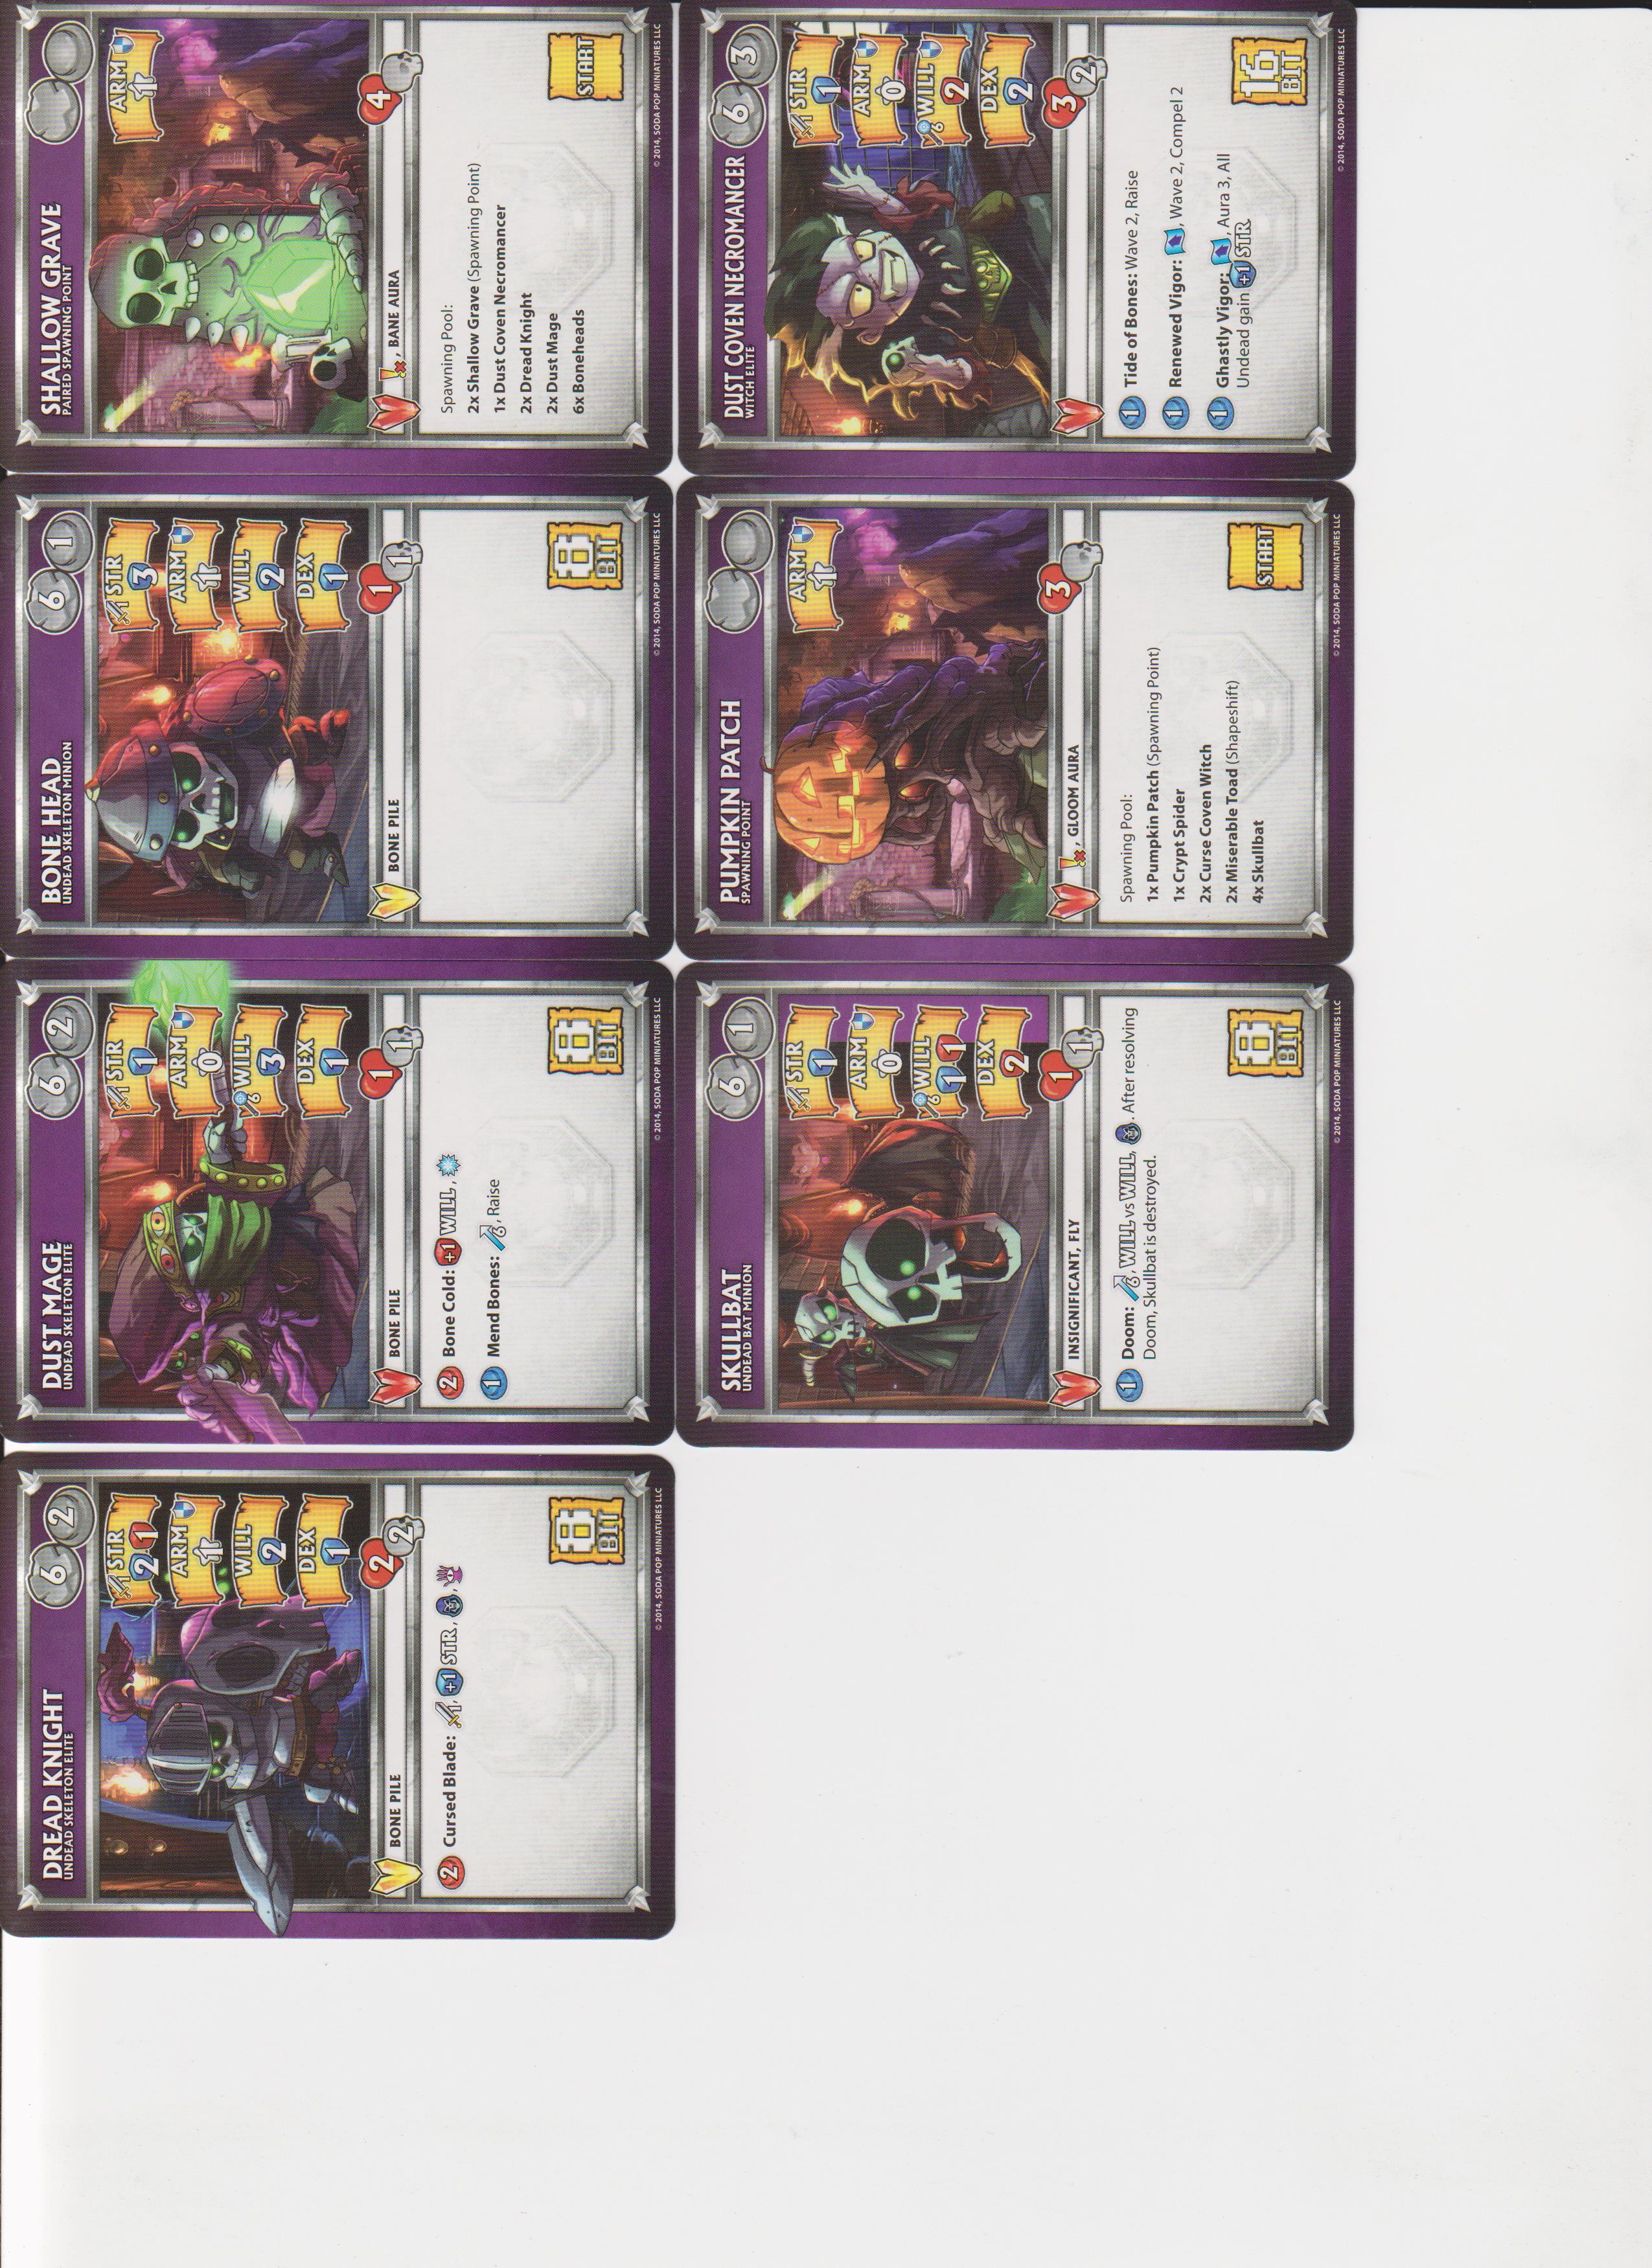 SHALLOW GRAVE
PAIRED SPAWNING POINT
ARM
1
4
, BANE AURA
Spawning Pool:
2x Shallow Grave (Spawning Point)
1x Dust Coven Necromancer
2x Dread Knight
2x Dust Mage
6x Boneheads
START
© 2014, SODA POP MINIATURES LLC
DUST COVEN NECROMANCER
WITCH ELITE
6 3
STR
1
ARM
0
6 WILL
2
DEX
2
3 2
1 Tide of Bones: Wave 2, Raise
1 Renewed Vigor: , Wave 2, Compel 2
1 Ghastly Vigor: , Aura 3, All
Undead gain +1 STR
16
BIT
© 2014, SODA POP MINIATURES LLC
BONE HEAD
UNDEAD SKELETON MINION
6 1
1 STR
3
ARM
1
WILL
2
DEX
1
1 1
BONE PILE
8
BIT
© 2014, SODA POP MINIATURES LLC
PUMPKIN PATCH
SPAWNING POINT
ARM
1
3
, GLOOM AURA
Spawning Pool:
1x Pumpkin Patch (Spawning Point)
1x Crypt Spider
2x Curse Coven Witch
2x Miserable Toad (Shapeshift)
4x Skullbat
START
© 2014, SODA POP MINIATURES LLC
DUST MAGE
UNDEAD SKELETON ELITE
6 2
1 STR
1
ARM
0
6 WILL
3
DEX
1
1 1
BONE PILE
2 Bone Cold: +1 WILL,
1 Mend Bones: 6, Raise
8
BIT
© 2014, SODA POP MINIATURES LLC
SKULLBAT
UNDEAD BAT MINION
6 1
1 STR
1
ARM
0
6 WILL
1 1
DEX
2
1 1
INSIGNIFICANT, FLY
1 Doom: 6, WILL vs WILL, . After resolving
Doom, Skullbat is destroyed.
8
BIT
© 2014, SODA POP MINIATURES LLC
DREAD KNIGHT
UNDEAD SKELETON ELITE
6 2
1 STR
2 1
ARM
1
WILL
2
DEX
1
2 2
BONE PILE
2 Cursed Blade: 1, +1 STR, ,
8
BIT
© 2014, SODA POP MINIATURES LLC